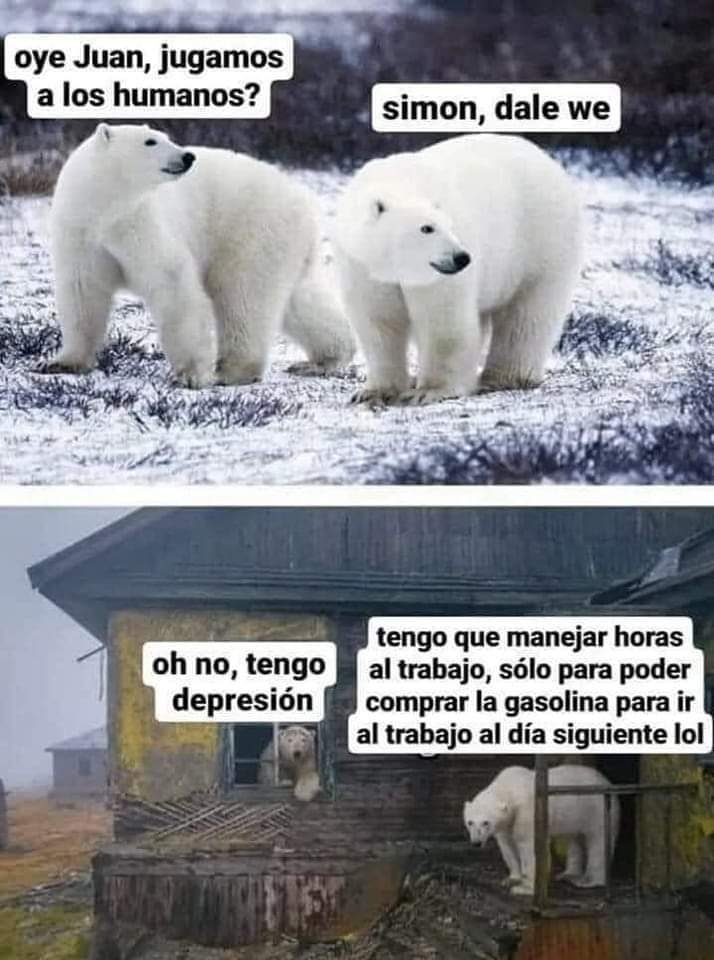 oye Juan, jugamos
a los humanos?
simon, dale we
oh no, tengo
depresión
tengo que manejar horas
al trabajo, sólo para poder
comprar la gasolina para ir
al trabajo al día siguiente lol